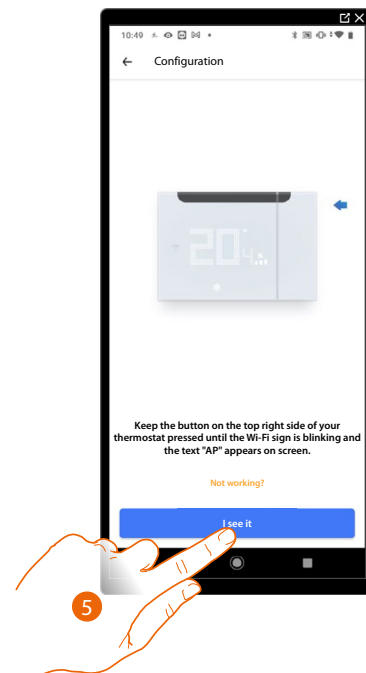 10:49
Configuration
20.4
Keep the button on the top right side of your
thermostat pressed until the Wi-Fi sign is blinking and
the text "AP" appears on screen.
Not working?
I see it
5